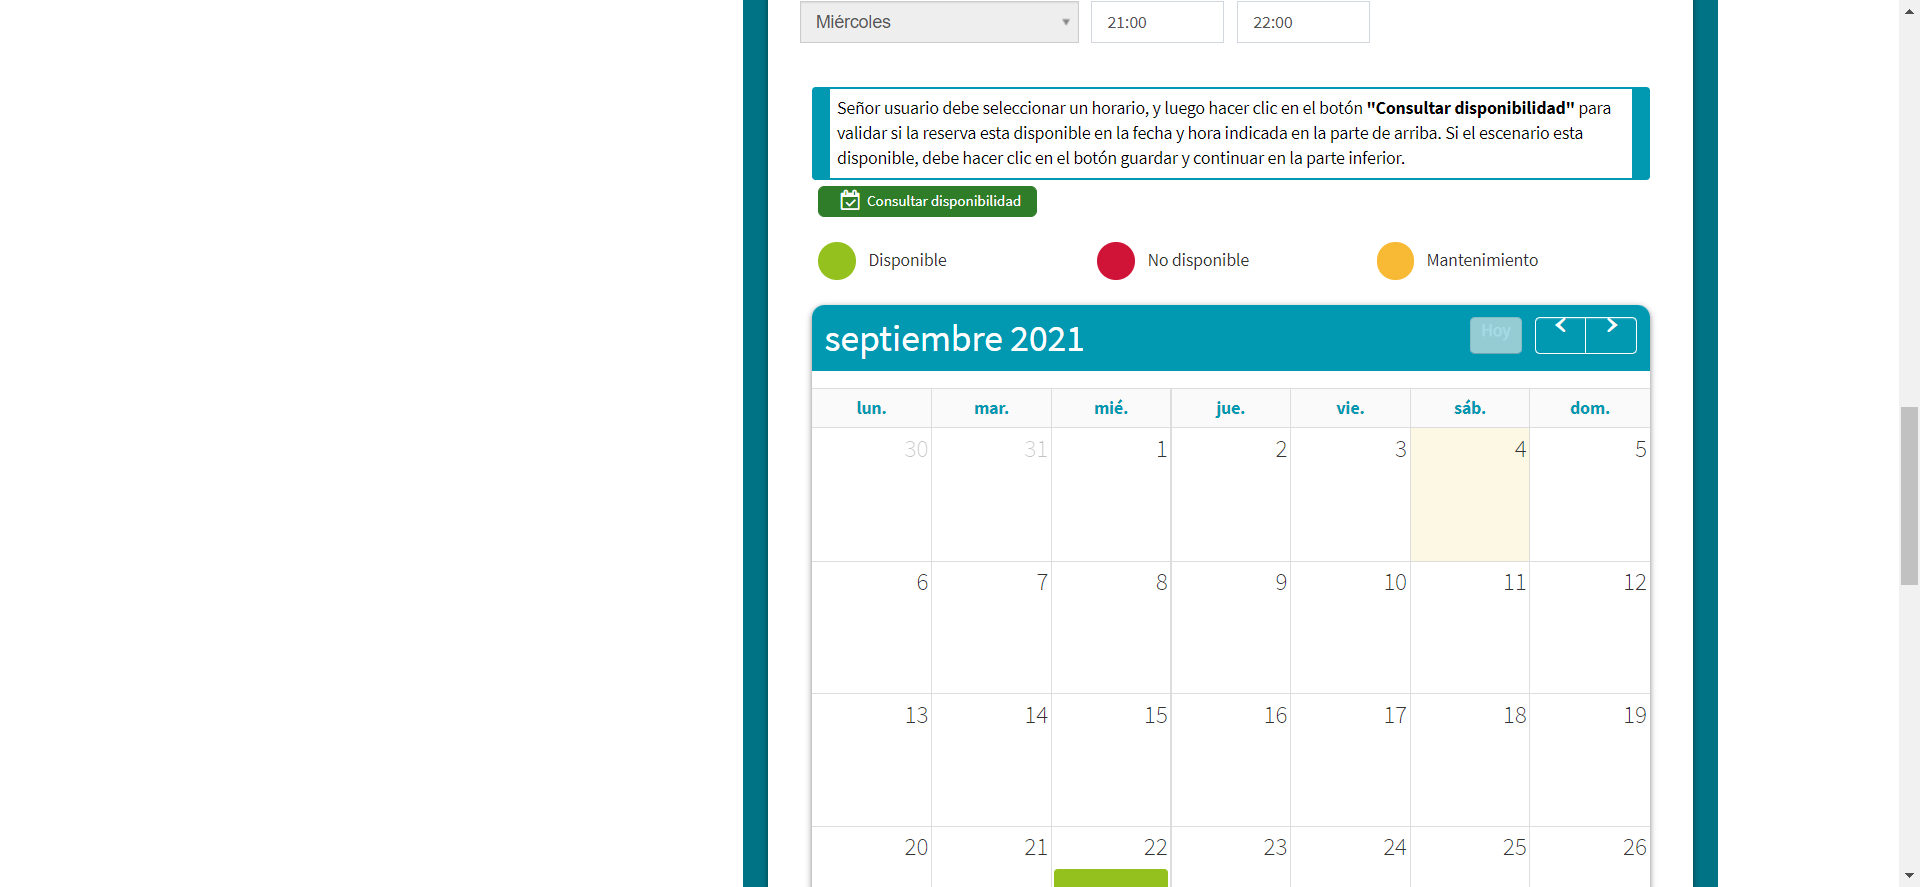 Miércoles 21:00 22:00
Señor usuario debe seleccionar un horario, y luego hacer clic en el botón "Consultar disponibilidad" para
validar si la reserva esta disponible en la fecha y hora indicada en la parte de arriba. Si el escenario esta
disponible, debe hacer clic en el botón guardar y continuar en la parte inferior.
Consultar disponibilidad
Disponible No disponible Mantenimiento
septiembre 2021 Hoy
lun. mar. mié. jue. vie. sáb. dom.
30 31 1 2 3 4 5
6 7 8 9 10 11 12
13 14 15 16 17 18 19
20 21 22 23 24 25 26